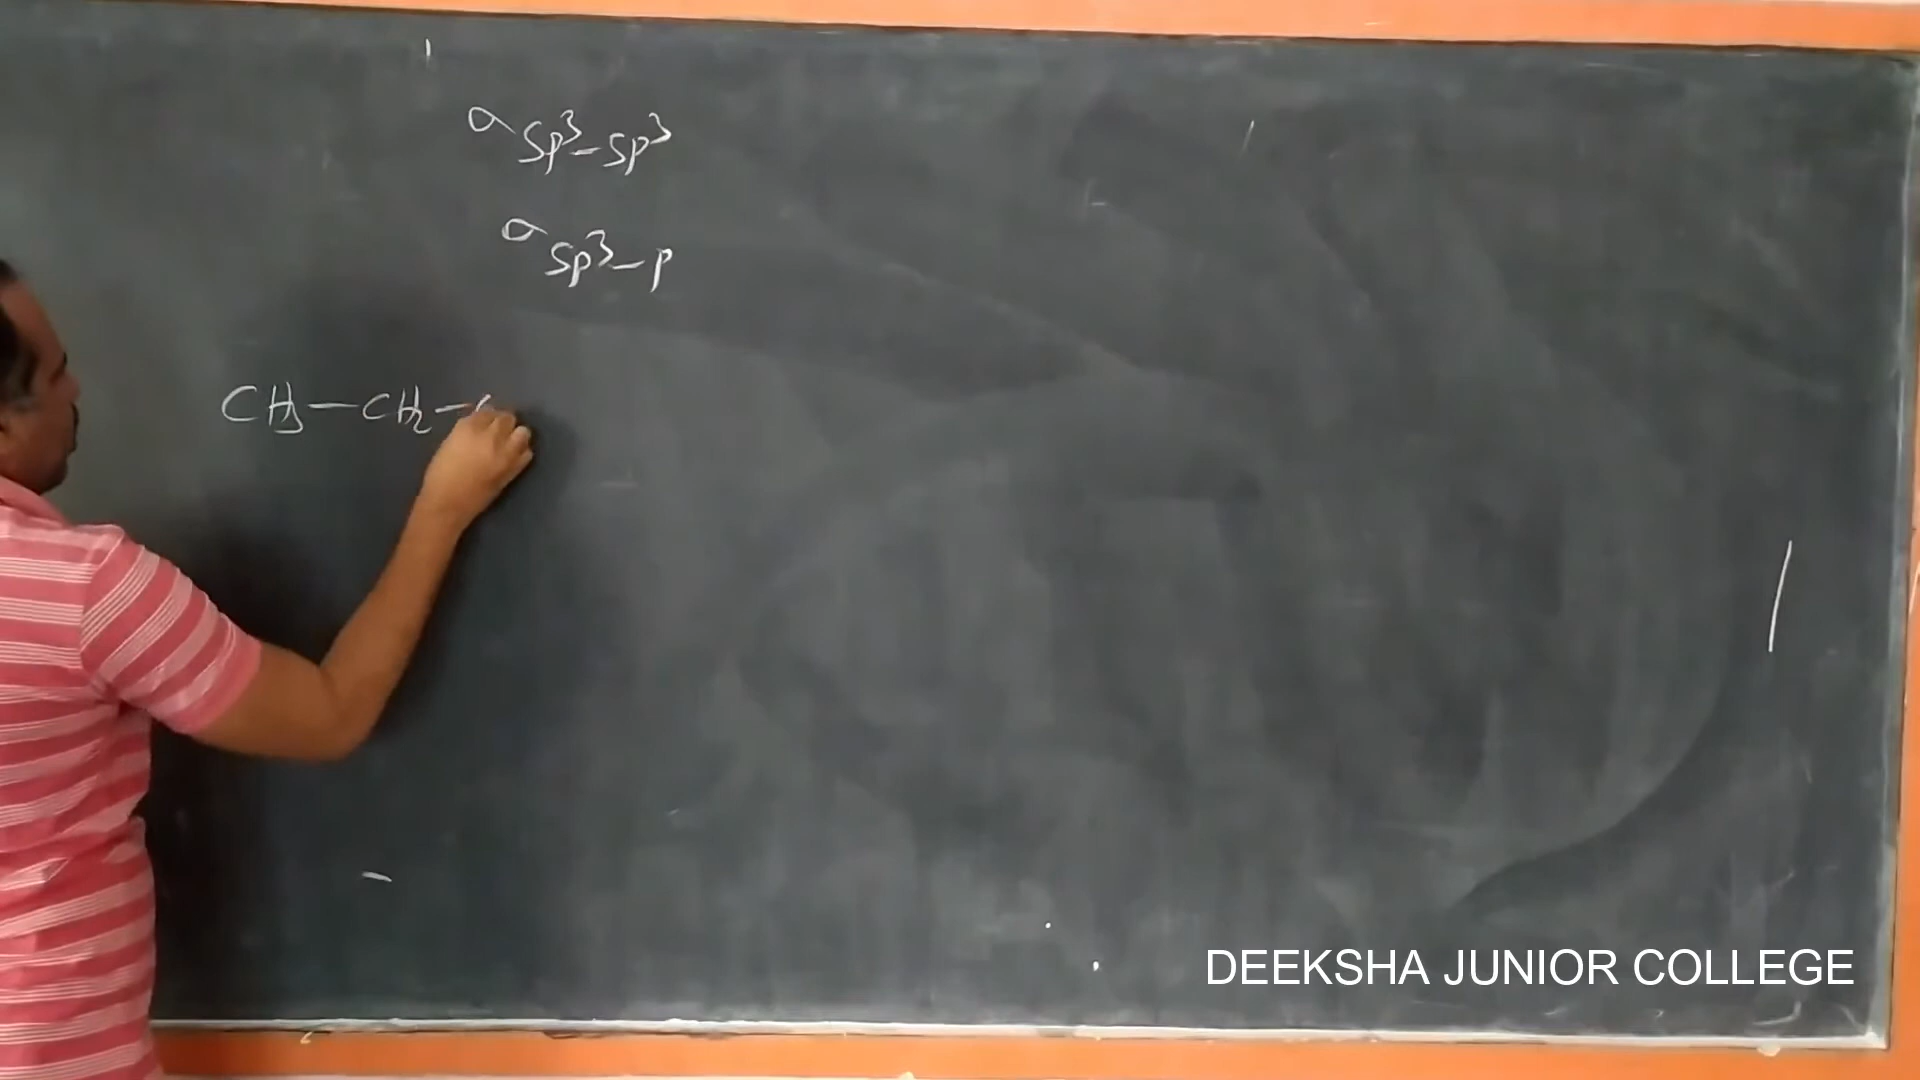 σ sp³-sp³
σ sp³-p
CH₃-CH₂-
DEEKSHA JUNIOR COLLEGE